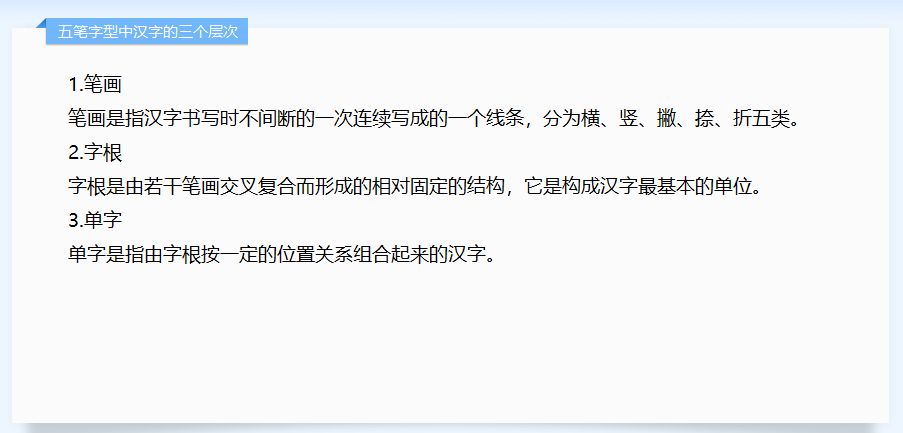 五笔字型中汉字的三个层次
1.笔画
笔画是指汉字书写时不间断的一次连续写成的一个线条，分为横、竖、撇、捺、折五类。
2.字根
字根是由若干笔画交叉复合而形成的相对固定的结构，它是构成汉字最基本的单位。
3.单字
单字是指由字根按一定的位置关系组合起来的汉字。